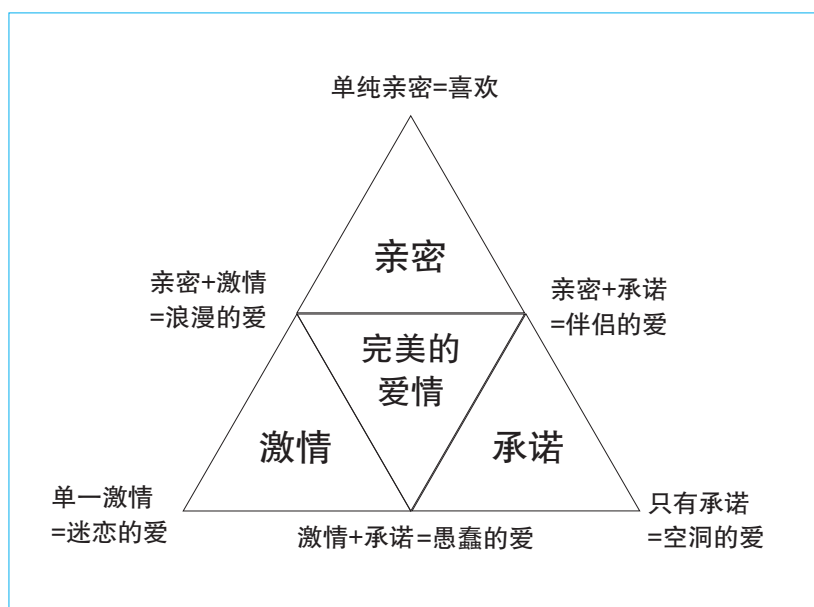 单纯亲密=喜欢
亲密
亲密+激情
=浪漫的爱
亲密+承诺
=伴侣的爱
完美的
爱情
激情
承诺
单一激情
=迷恋的爱
激情+承诺=愚蠢的爱
只有承诺
=空洞的爱